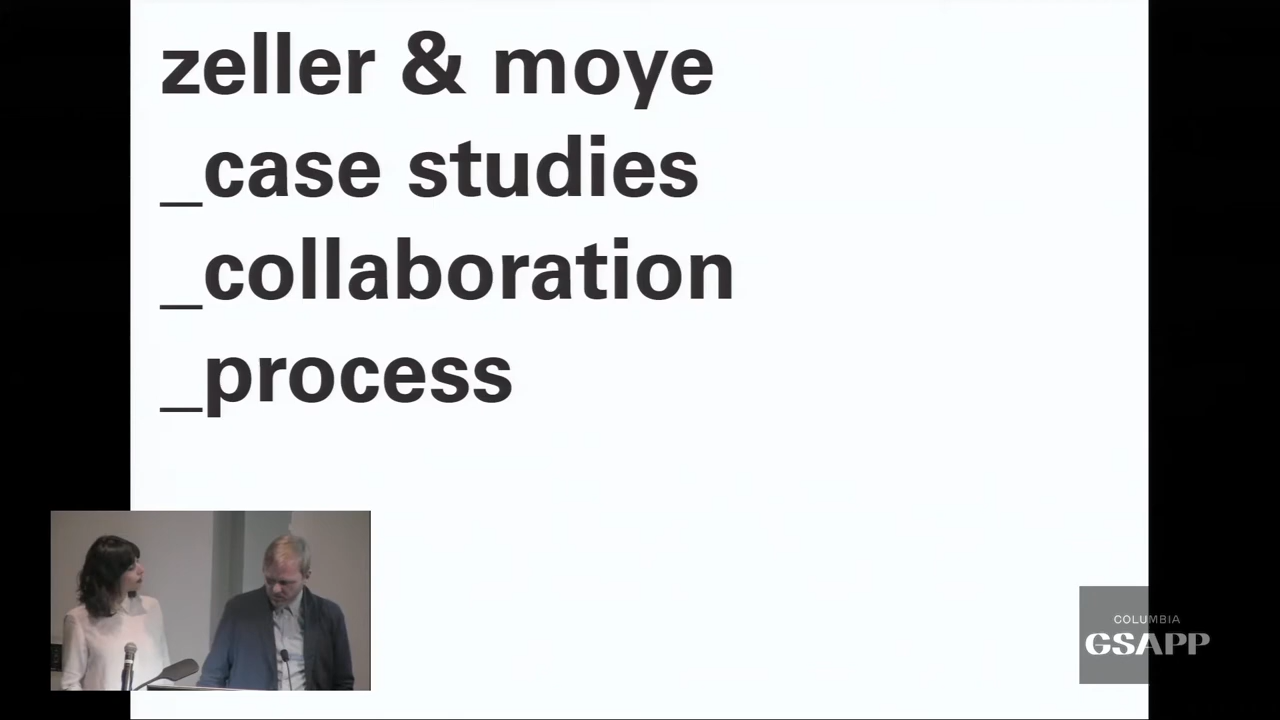 zeller & moye
_case studies
_collaboration
_process
COLUMBIA
GSAPP